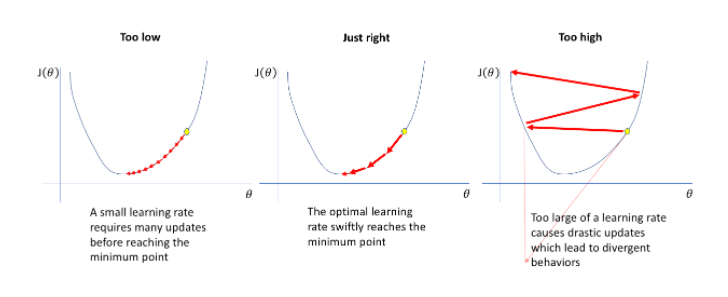 Too low
Just right
Too high
J(θ)
J(θ)
J(θ)
θ
θ
θ
A small learning rate
requires many updates
before reaching the
minimum point
The optimal learning
rate swiftly reaches the
minimum point
Too large of a learning rate
causes drastic updates
which lead to divergent
behaviors